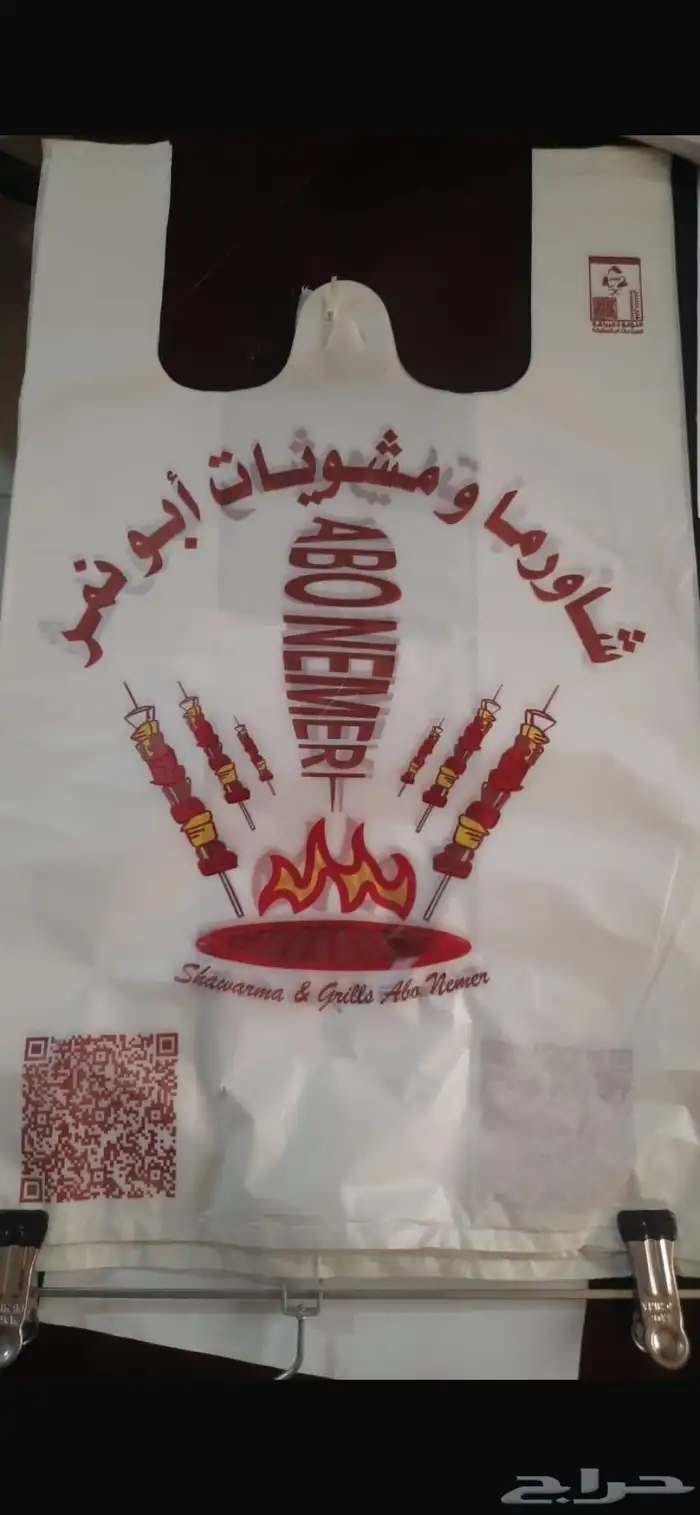 شاورما و مشويات أبو نمر
ABO NEMER
Shawarma & Grills Abo Nemer
حراج